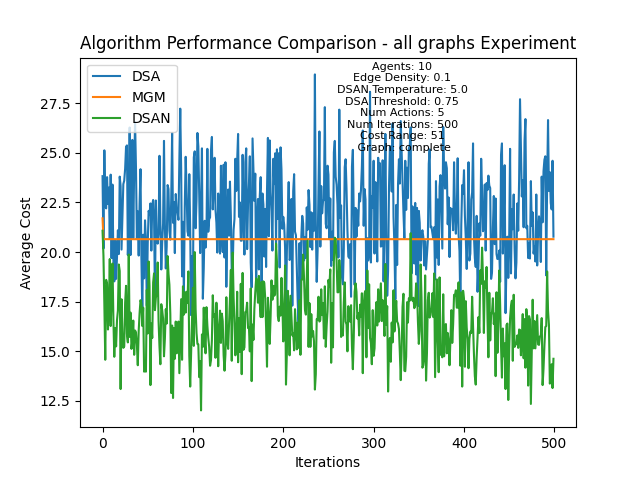 Algorithm Performance Comparison - all graphs Experiment
DSA
MGM
DSAN
Agents: 10
Edge Density: 0.1
DSAN Temperature: 5.0
DSA Threshold: 0.75
Num Actions: 5
Num Iterations: 500
Cost Range: 51
Graph: complete
Average Cost
27.5
25.0
22.5
20.0
17.5
15.0
12.5
0 100 200 300 400 500
Iterations